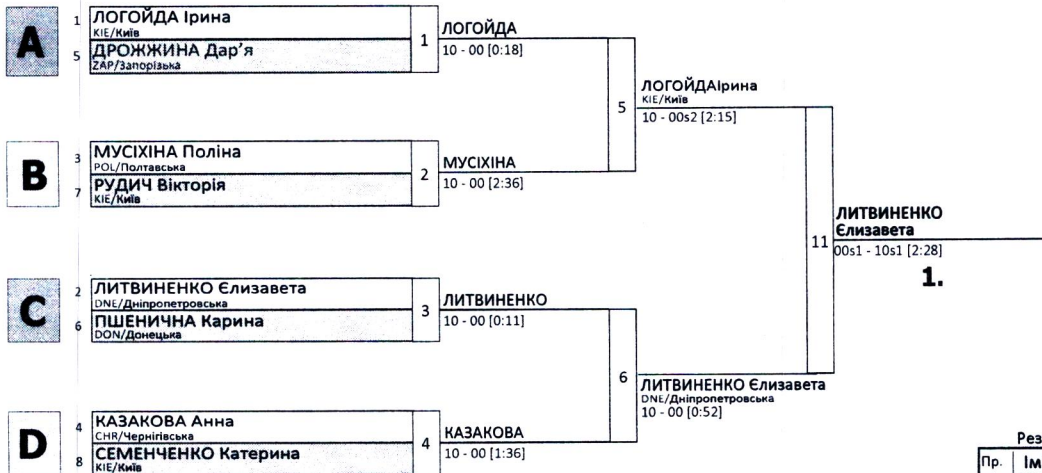 A
1 ЛОГОЙДА Ірина
KIE/Київ
5 ДРОЖЖИНА Дар'я
ZAP/Запорізька
1
ЛОГОЙДА
10 - 00 [0:18]
B
3 МУСІХІНА Поліна
POL/Полтавська
7 РУДИЧ Вікторія
KIE/Київ
2
МУСІХІНА
10 - 00 [2:36]
5
ЛОГОЙДАІрина
KIE/Київ
10 - 00s2 [2:15]
C
2 ЛИТВИНЕНКО Єлизавета
DNE/Дніпропетровська
6 ПШЕНИЧНА Карина
DON/Донецька
3
ЛИТВИНЕНКО
10 - 00 [0:11]
D
4 КАЗАКОВА Анна
CHR/Чернігівська
8 СЕМЕНЧЕНКО Катерина
KIE/Київ
4
КАЗАКОВА
10 - 00 [1:36]
6
ЛИТВИНЕНКО Єлизавета
DNE/Дніпропетровська
10 - 00 [0:52]
11
ЛИТВИНЕНКО
Єлизавета
00s1 - 10s1 [2:28]
1.
Рез
Пр. Ім